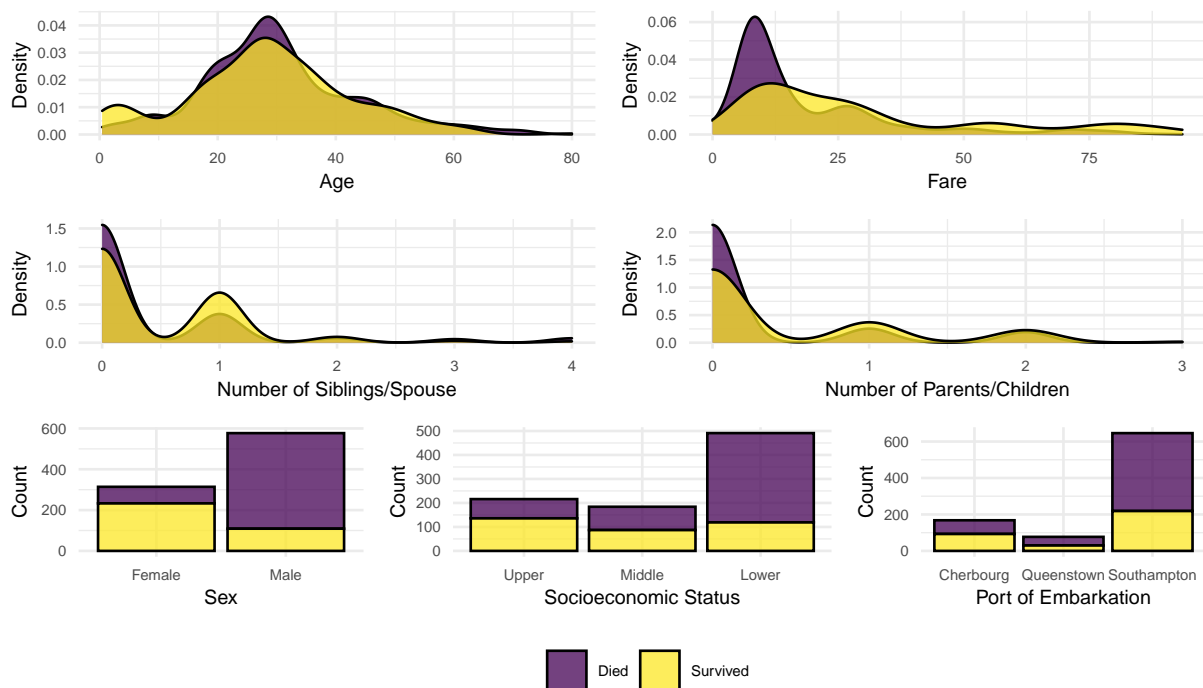 0.04
0.03
0.02
0.01
0.00
Density
0 20 40 60 80
Age
0.06
0.04
0.02
0.00
Density
0 25 50 75
Fare
1.5
1.0
0.5
0.0
Density
0 1 2 3 4
Number of Siblings/Spouse
2.0
1.5
1.0
0.5
0.0
Density
0 1 2 3
Number of Parents/Children
600
400
200
0
Count
Female Male
Sex
500
400
300
200
100
0
Count
Upper Middle Lower
Socioeconomic Status
600
400
200
0
Count
Cherbourg Queenstown Southampton
Port of Embarkation
Died Survived